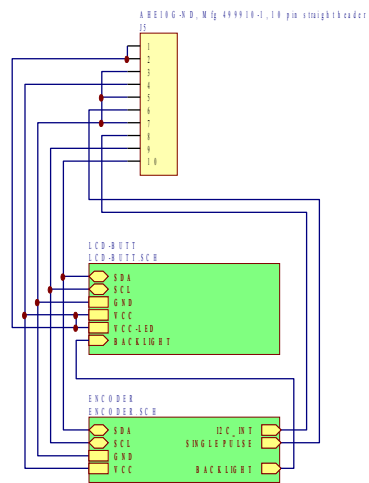 AHE10G-ND, Mfg 499910-1, 10 pin straight header
J5
1
2
3
4
5
6
7
8
9
10
LCD-BUTT
LCD-BUTT.SCH
SDA
SCL
GND
VCC
VCC-LED
BACKLIGHT
ENCODER
ENCODER.SCH
SDA I2C_INT
SCL SINGLEPULSE
GND
VCC BACKLIGHT